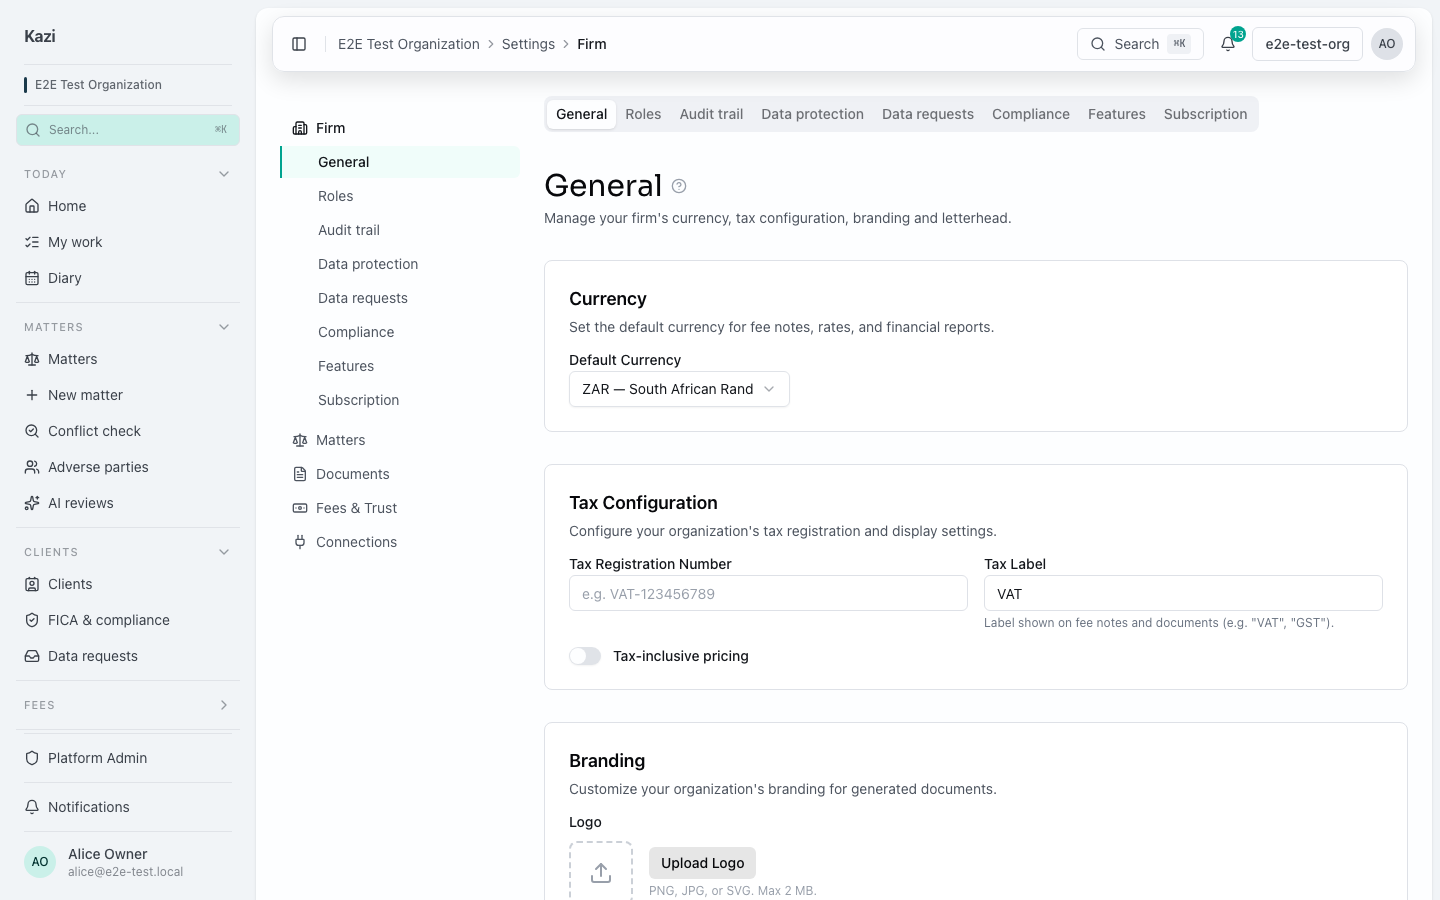 Kazi
E2E Test Organization
Search...
⌘K
TODAY
Home
My work
Diary
MATTERS
Matters
New matter
Conflict check
Adverse parties
AI reviews
CLIENTS
Clients
FICA & compliance
Data requests
FEES
Platform Admin
Notifications
AO
Alice Owner
alice@e2e-test.local
E2E Test Organization
Settings
Firm
Search
⌘K
13
e2e-test-org
AO
Firm
General
Roles
Audit trail
Data protection
Data requests
Compliance
Features
Subscription
Matters
Documents
Fees & Trust
Connections
General
Roles
Audit trail
Data protection
Data requests
Compliance
Features
Subscription
General
Manage your firm's currency, tax configuration, branding and letterhead.
Currency
Set the default currency for fee notes, rates, and financial reports.
Default Currency
ZAR — South African Rand
Tax Configuration
Configure your organization's tax registration and display settings.
Tax Registration Number
e.g. VAT-123456789
Tax Label
VAT
Label shown on fee notes and documents (e.g. "VAT", "GST").
Tax-inclusive pricing
Branding
Customize your organization's branding for generated documents.
Logo
Upload Logo
PNG, JPG, or SVG. Max 2 MB.